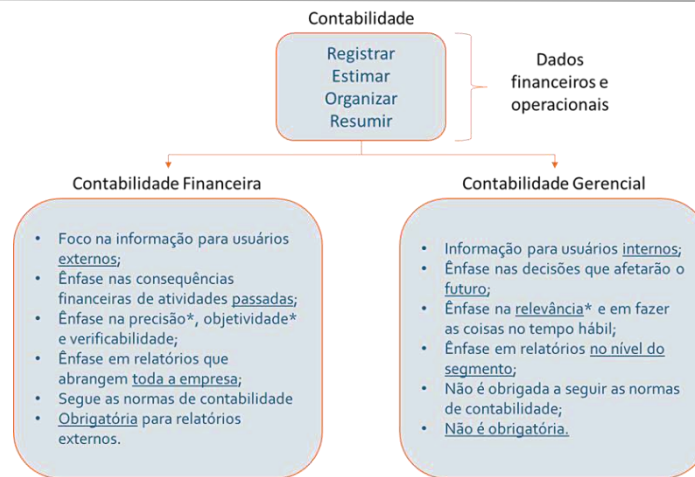 Contabilidade
Registrar
Estimar
Organizar
Resumir
Dados
financeiros e
operacionais
Contabilidade Financeira
• Foco na informação para usuários
externos;
• Ênfase nas consequências
financeiras de atividades passadas;
• Ênfase na precisão*, objetividade*
e verificabilidade;
• Ênfase em relatórios que
abrangem toda a empresa;
• Segue as normas de contabilidade
• Obrigatória para relatórios
externos.
Contabilidade Gerencial
• Informação para usuários internos;
• Ênfase nas decisões que afetarão o
futuro;
• Ênfase na relevância* e em fazer
as coisas no tempo hábil;
• Ênfase em relatórios no nível do
segmento;
• Não é obrigada a seguir as normas
de contabilidade;
• Não é obrigatória.